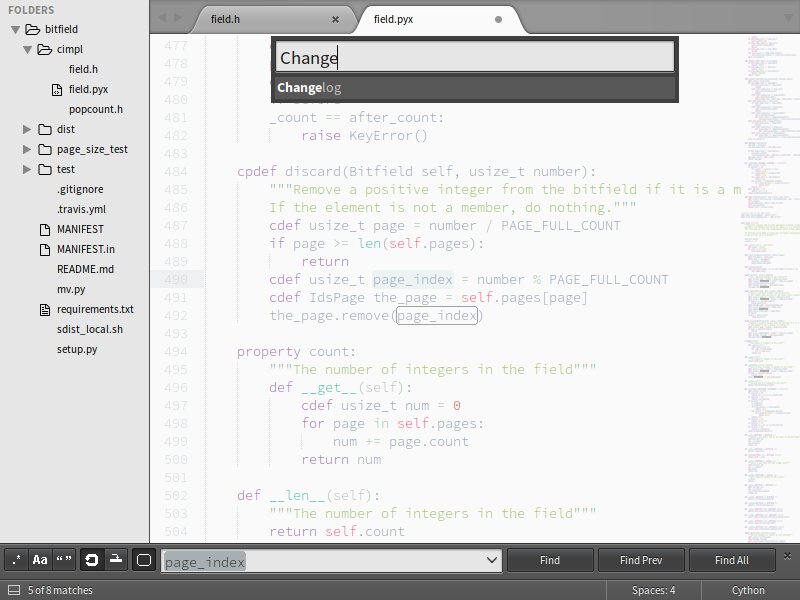 FOLDERS
bitfield
cimpl
field.h
field.pyx
popcount.h
dist
page_size_test
test
.gitignore
.travis.yml
MANIFEST
MANIFEST.in
README.md
mv.py
requirements.txt
sdist_local.sh
setup.py
field.h ×
field.pyx
Change
Changelog
477
478
479
480
481 _count == after_count:
482 raise KeyError()
483
484 cpdef discard(Bitfield self, usize_t number):
485 """Remove a positive integer from the bitfield if it is a m
486 If the element is not a member, do nothing."""
487 cdef usize_t page = number / PAGE_FULL_COUNT
488 if page >= len(self.pages):
489 return
490 cdef usize_t page_index = number % PAGE_FULL_COUNT
491 cdef IdsPage the_page = self.pages[page]
492 the_page.remove(page_index)
493
494 property count:
495 """The number of integers in the field"""
496 def __get__(self):
497 cdef usize_t num = 0
498 for page in self.pages:
499 num += page.count
500 return num
501
502 def __len__(self):
503 """The number of integers in the field"""
504 return self.count
.* Aa “ ” page_index Find Find Prev Find All ×
5 of 8 matches Spaces: 4 Cython